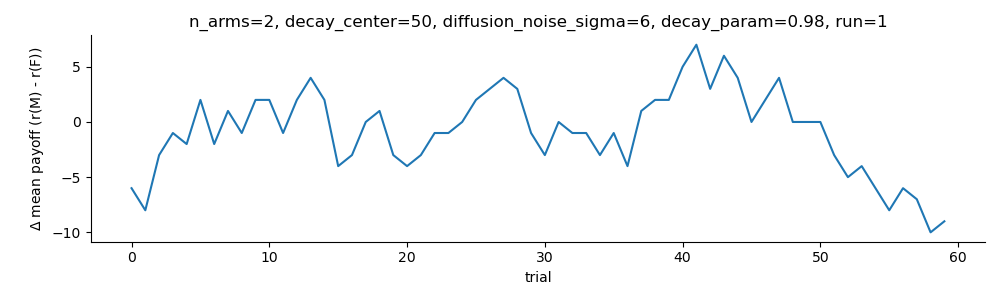 n_arms=2, decay_center=50, diffusion_noise_sigma=6, decay_param=0.98, run=1
Δ mean payoff (r(M) - r(F))
5
0
−5
−10
0 10 20 30 40 50 60
trial